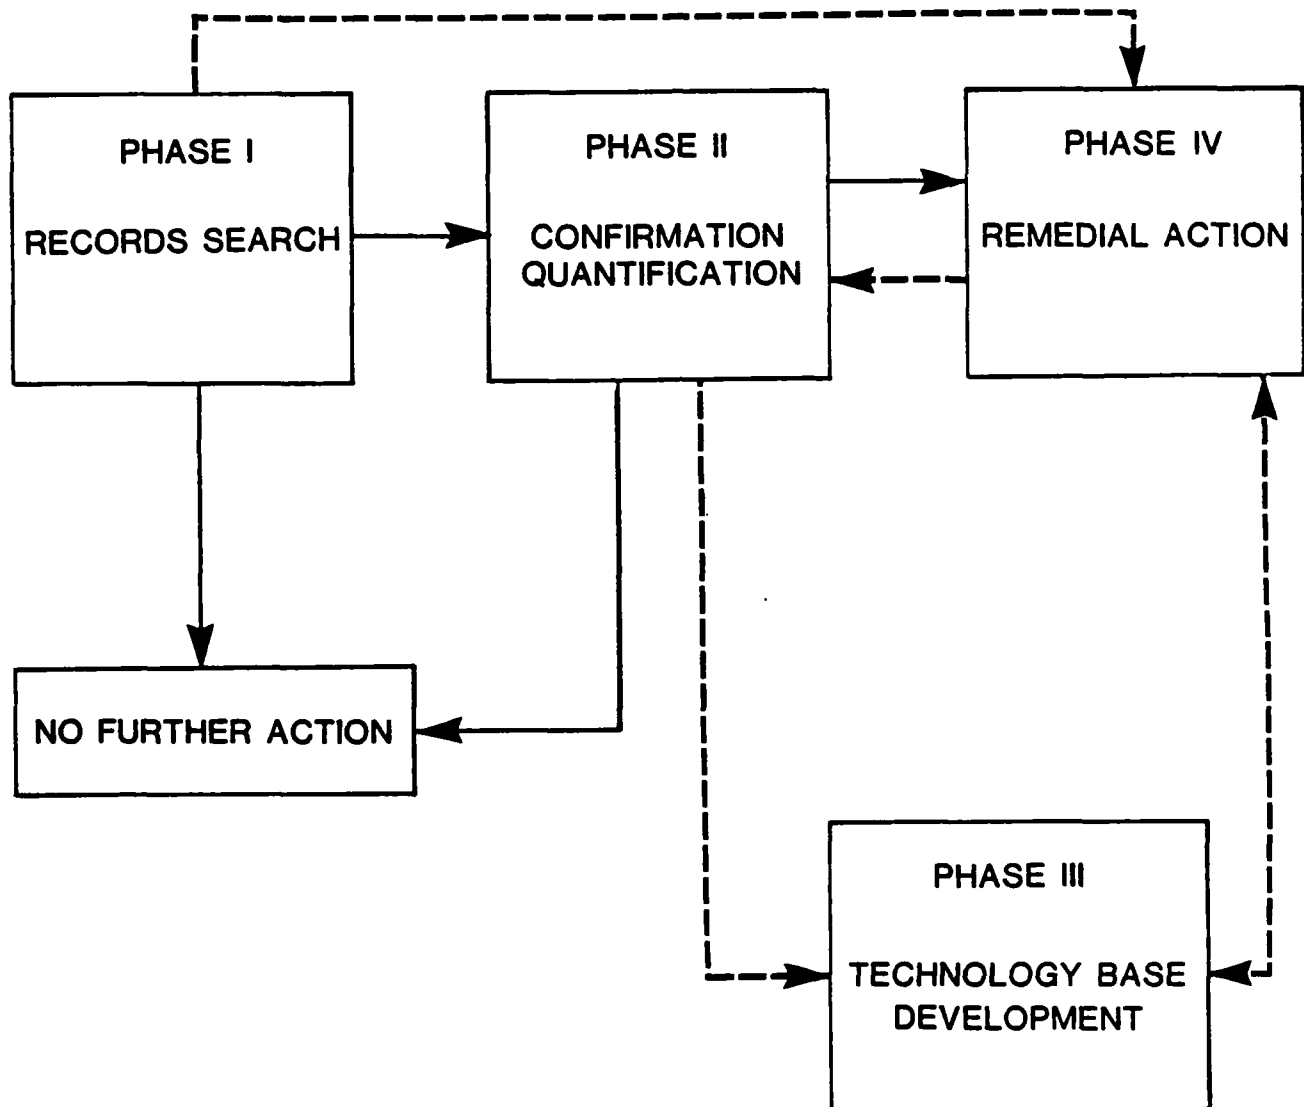 PHASE I
RECORDS SEARCH
PHASE II
CONFIRMATION
QUANTIFICATION
PHASE IV
REMEDIAL ACTION
NO FURTHER ACTION
PHASE III
TECHNOLOGY BASE
DEVELOPMENT